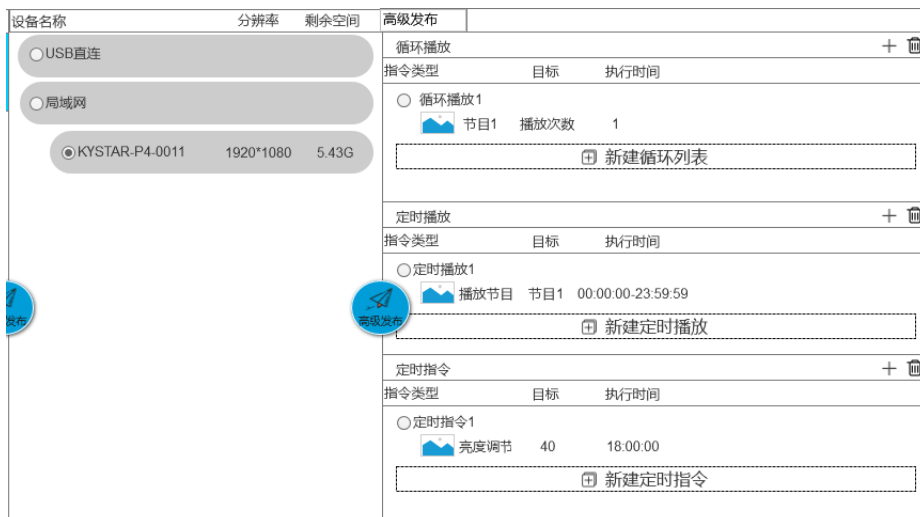 设备名称 分辨率 剩余空间
USB直连
局域网
KYSTAR-P4-0011 1920*1080 5.43G
发布
高级发布
高级发布
循环播放
指令类型 目标 执行时间
循环播放1
节目1 播放次数 1
新建循环列表
定时播放
指令类型 目标 执行时间
定时播放1
播放节目 节目1 00:00:00-23:59:59
新建定时播放
定时指令
指令类型 目标 执行时间
定时指令1
亮度调节 40 18:00:00
新建定时指令